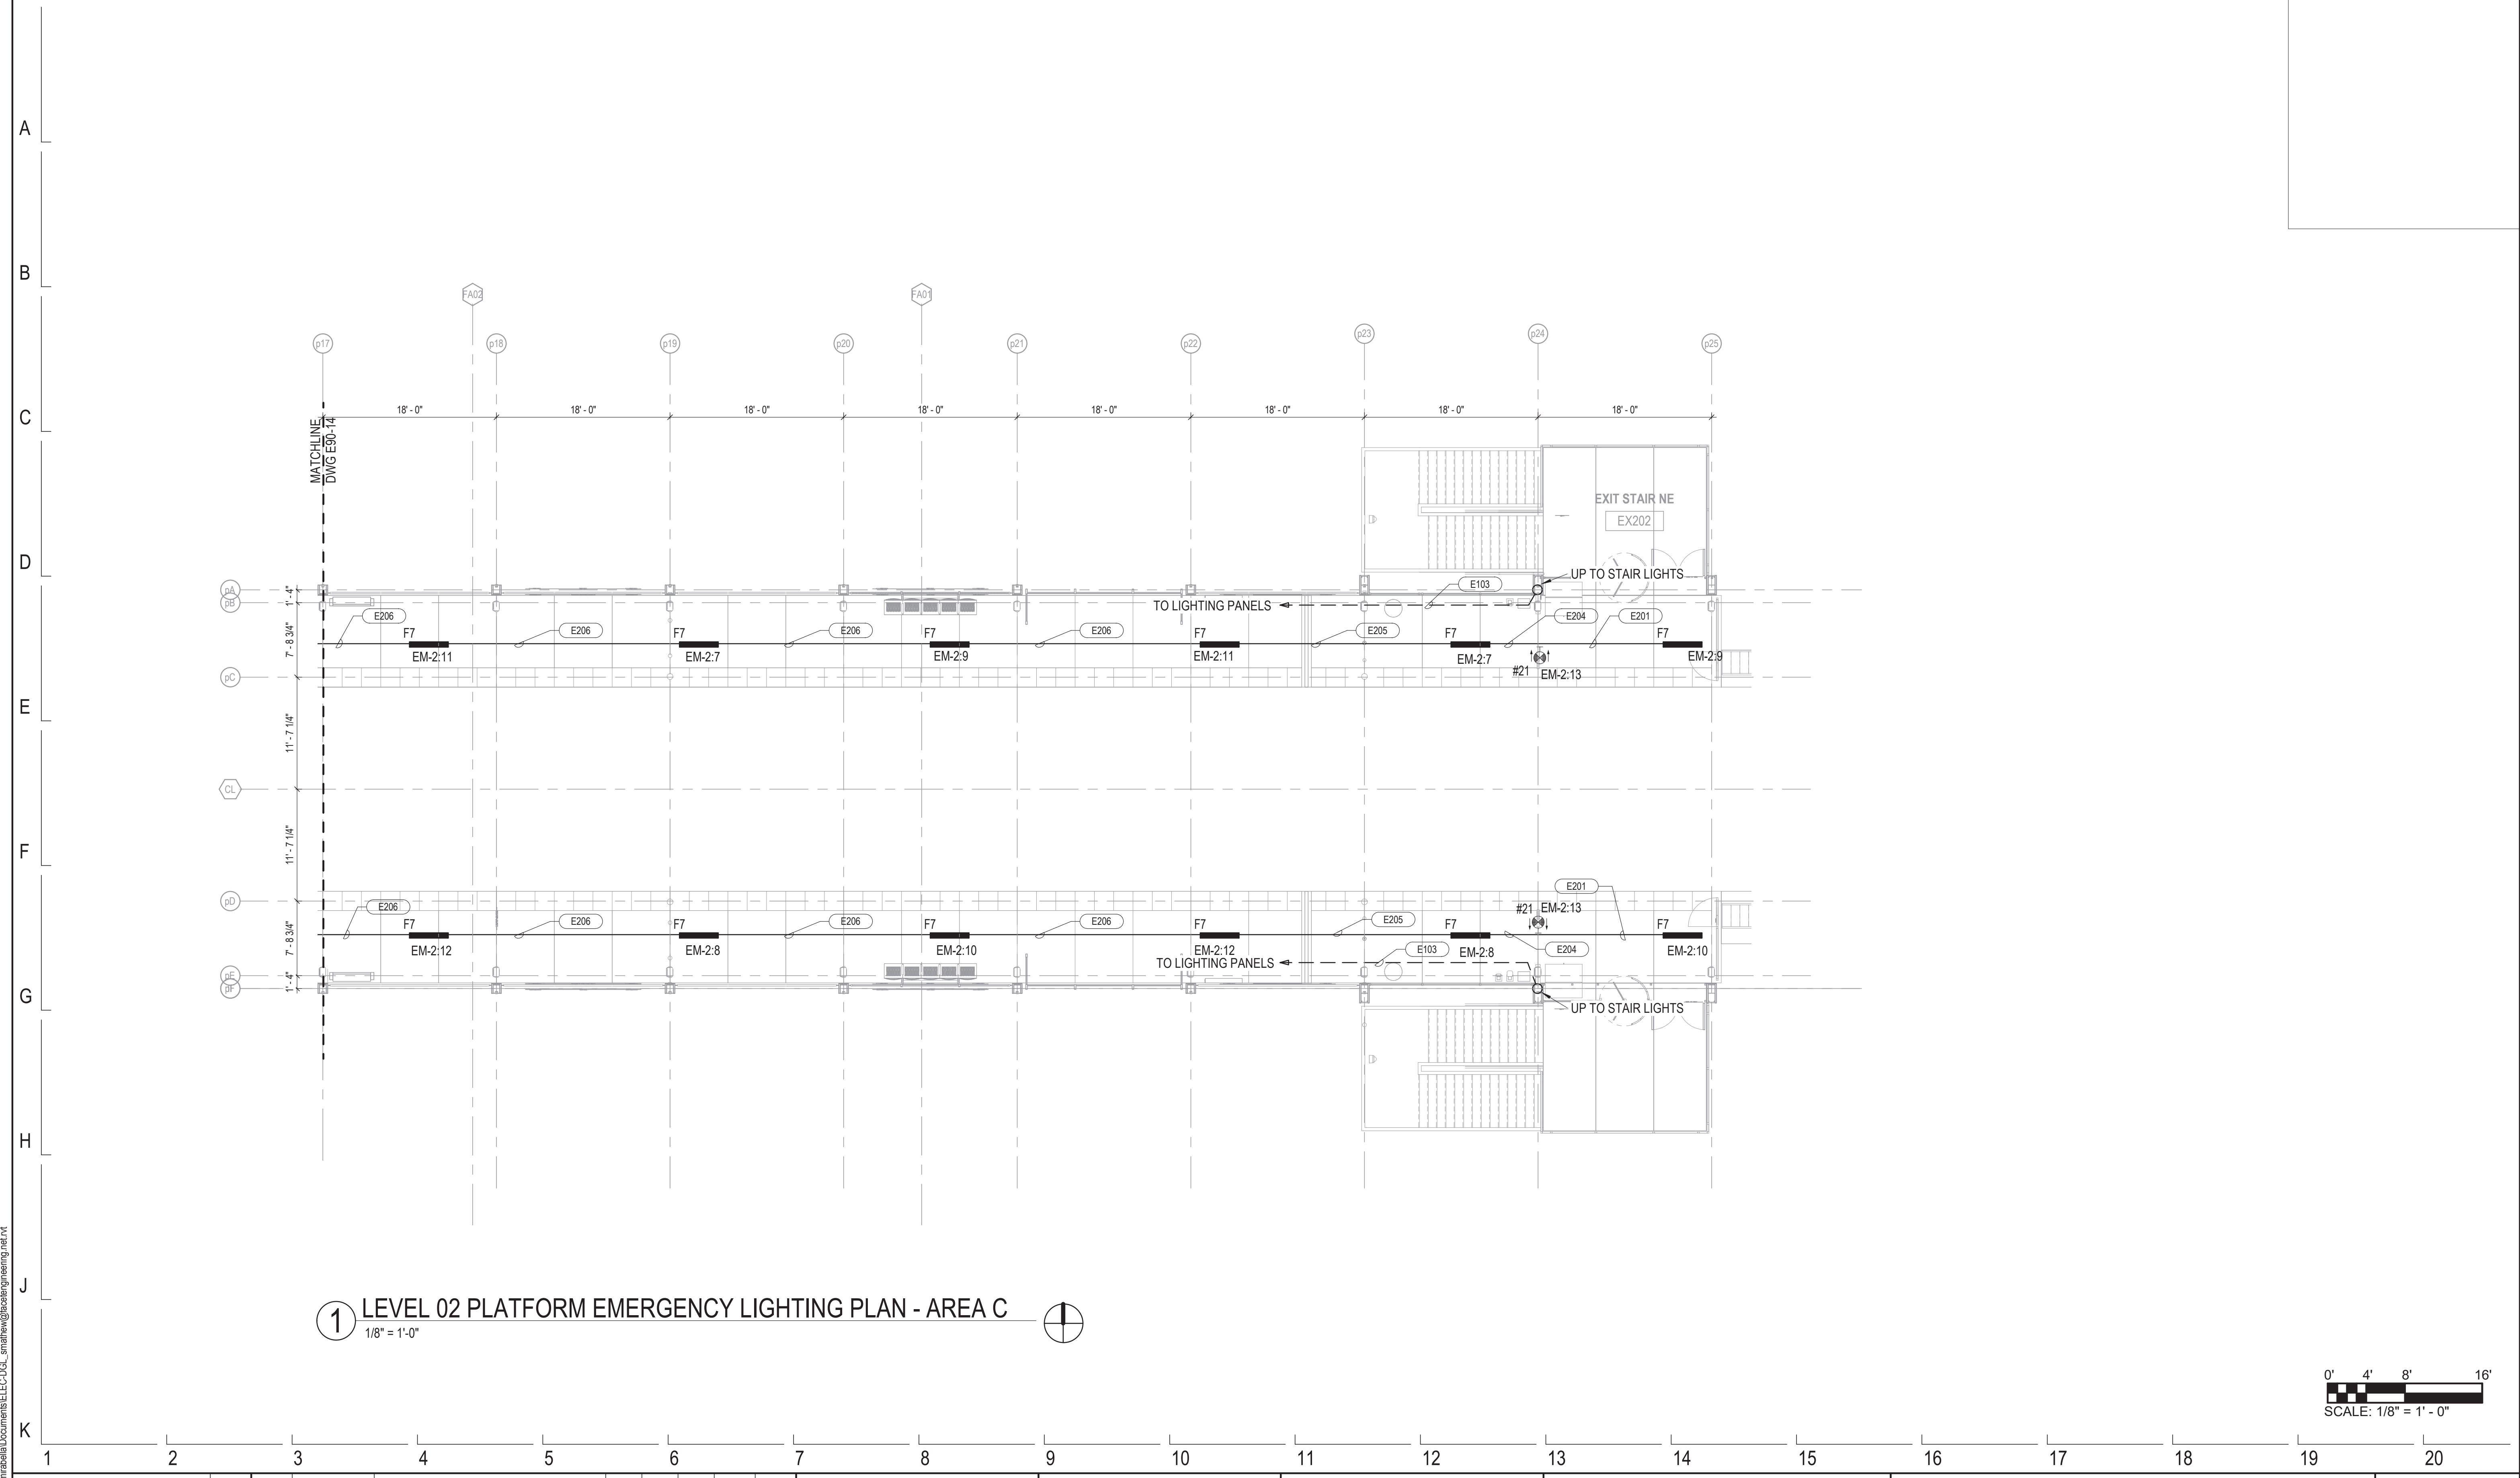 A
B
FA02
FA01
p17
p18
p19
p20
p21
p22
p23
p24
p25
C
18' - 0"
18' - 0"
18' - 0"
18' - 0"
18' - 0"
18' - 0"
18' - 0"
18' - 0"
MATCHLINE
DWG E90-14
EXIT STAIR NE
EX202
D
UP TO STAIR LIGHTS
pA
pB
1' - 4"
E103
TO LIGHTING PANELS
E206
E206
E206
E206
E205
E204
E201
7' - 8 3/4"
F7
F7
F7
F7
F7
F7
EM-2:11
EM-2:7
EM-2:9
EM-2:11
EM-2:7
EM-2:9
#21
EM-2:13
pC
E
11' - 7 1/4"
CL
11' - 7 1/4"
F
E201
pD
E206
#21
EM-2:13
E206
E206
E206
E205
F7
F7
F7
F7
F7
F7
7' - 8 3/4"
EM-2:12
EM-2:8
EM-2:10
EM-2:12
E103
EM-2:8
E204
EM-2:10
TO LIGHTING PANELS
pE
pF
1' - 4"
G
UP TO STAIR LIGHTS
H
J
1
LEVEL 02 PLATFORM EMERGENCY LIGHTING PLAN - AREA C
1/8" = 1'-0"
0' 4' 8' 16'
SCALE: 1/8" = 1' - 0"
K
1 2 3 4 5 6 7 8 9 10 11 12 13 14 15 16 17 18 19 20